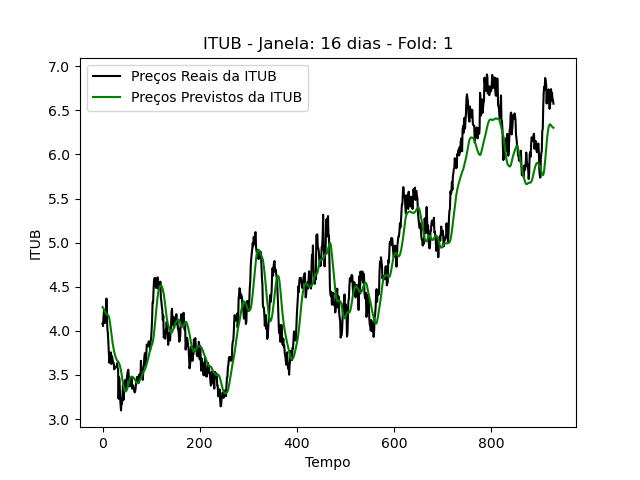 ITUB - Janela: 16 dias - Fold: 1
Preços Reais da ITUB
Preços Previstos da ITUB
7.0
6.5
6.0
5.5
5.0
4.5
4.0
3.5
3.0
ITUB
0 200 400 600 800
Tempo